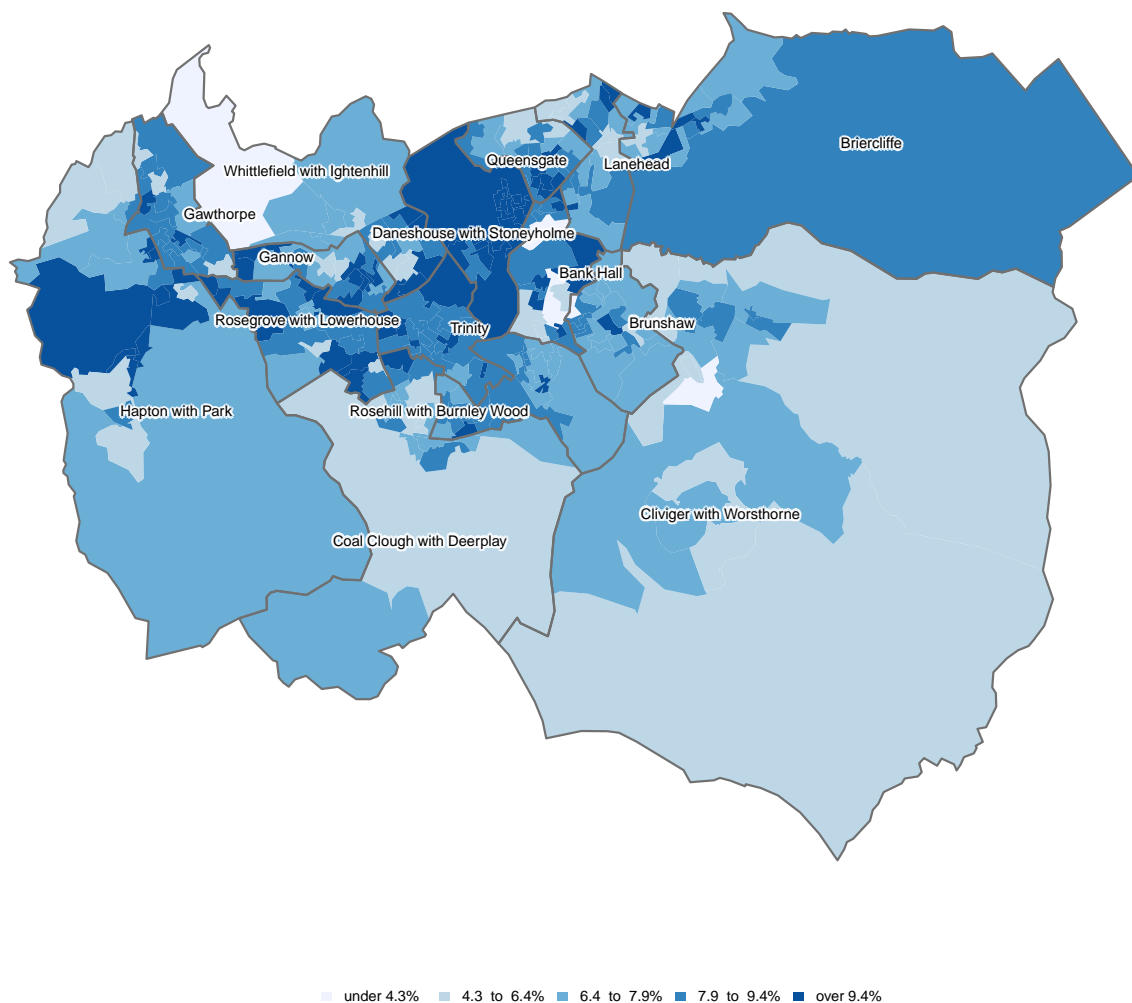 Briercliffe
Queensgate
Lanehead
Whittlefield with Ightenhill
Gawthorpe
Daneshouse with Stoneyholme
Gannow
Bank Hall
Rosegrove with Lowerhouse
Trinity
Brunshaw
Hapton with Park
Rosehill with Burnley Wood
Cliviger with Worsthorne
Coal Clough with Deerplay
under 4.3% 4.3 to 6.4% 6.4 to 7.9% 7.9 to 9.4% over 9.4%